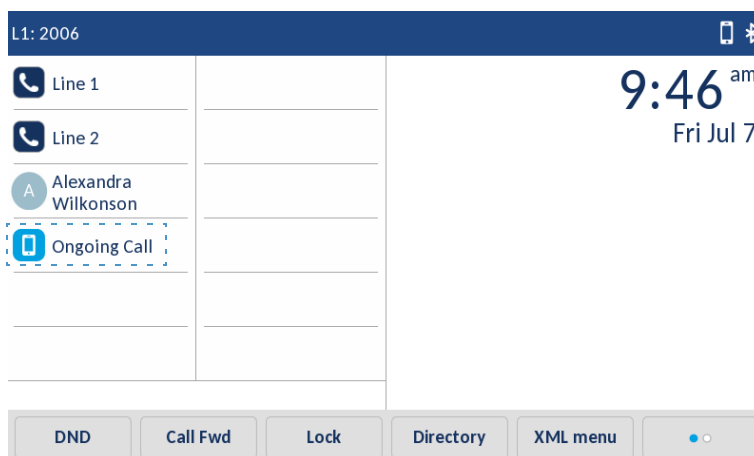 L1: 2006
Line 1
Line 2
A
Alexandra
Wilkonson
Ongoing Call
9:46 am
Fri Jul 7
DND
Call Fwd
Lock
Directory
XML menu